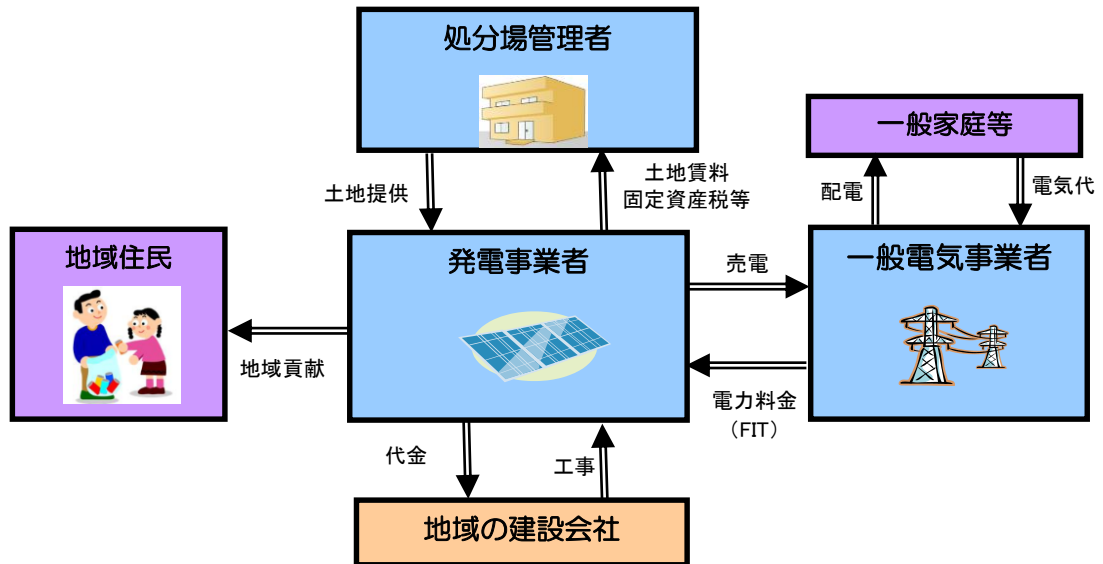 処分場管理者
一般家庭等
土地提供
土地賃料
固定資産税等
配電
電気代
地域住民
発電事業者
売電
一般電気事業者
地域貢献
電力料金
（FIT）
代金
工事
地域の建設会社